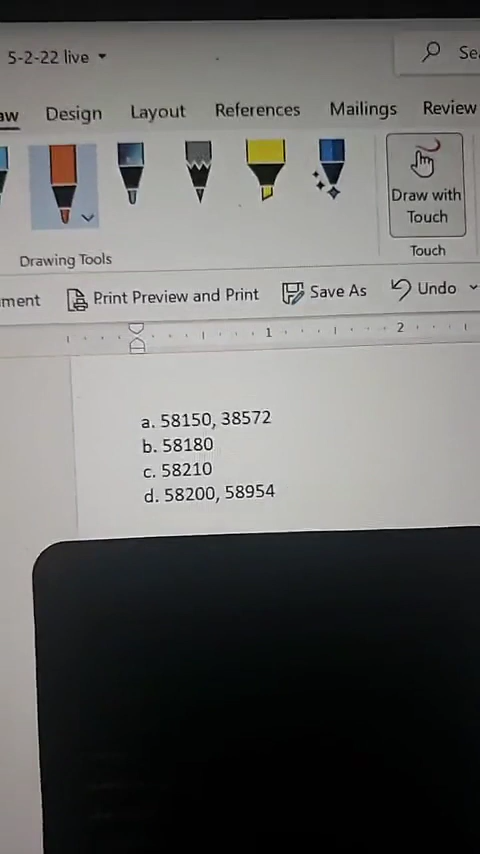 5-2-22 live
aw Design Layout References Mailings Review
Draw with
Touch
Drawing Tools
Touch
ment Print Preview and Print Save As Undo
1 2
a. 58150, 38572
b. 58180
c. 58210
d. 58200, 58954